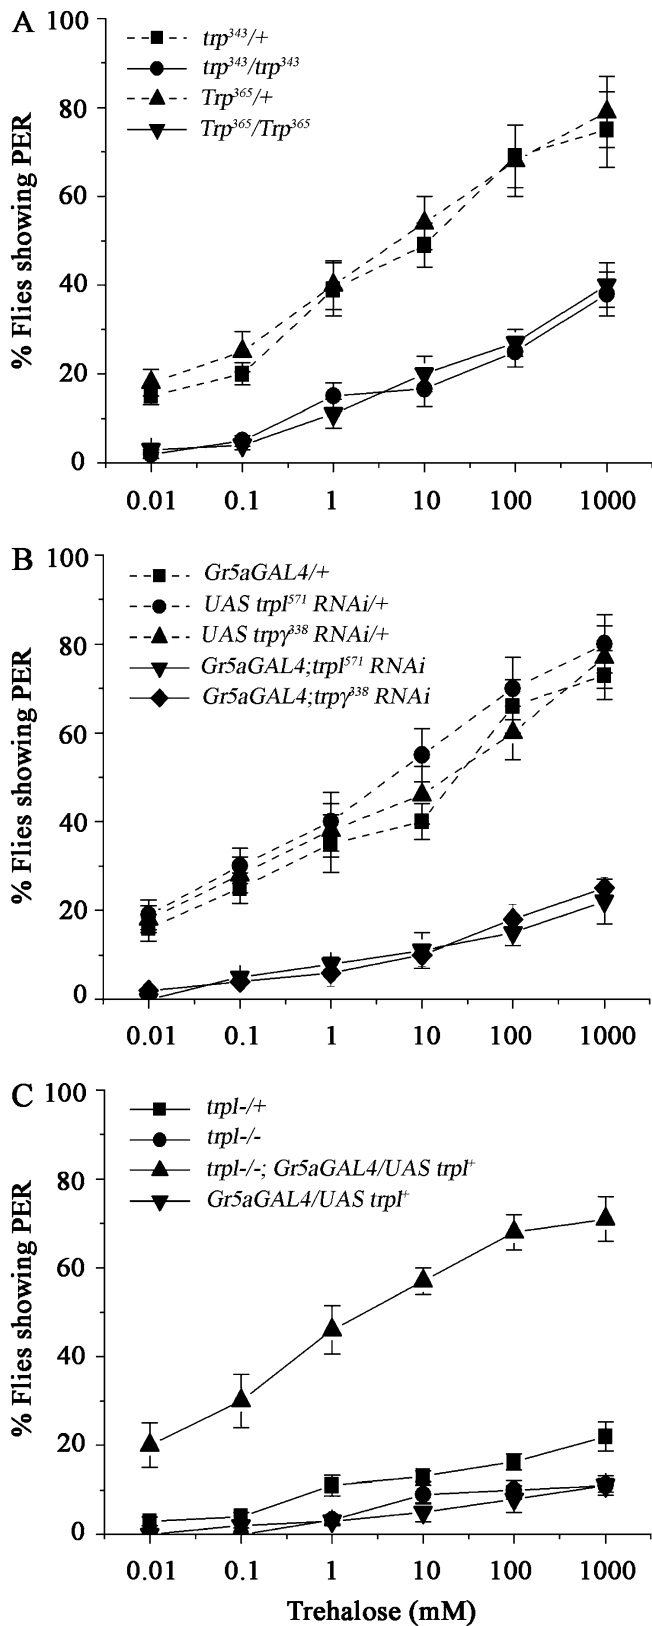 A
100
80
60
40
20
0
% Flies showing PER
trp³⁴³/+
trp³⁴³/trp³⁴³
Trp³⁶⁵/+
Trp³⁶⁵/Trp³⁶⁵
0.01 0.1 1 10 100 1000
B
100
80
60
40
20
0
% Flies showing PER
Gr5aGAL4/+
UAS trpl⁵⁷¹ RNAi/+
UAS trpγ³³⁸ RNAi/+
Gr5aGAL4;trpl⁵⁷¹ RNAi
Gr5aGAL4;trpγ³³⁸ RNAi
0.01 0.1 1 10 100 1000
C
100
80
60
40
20
0
% Flies showing PER
trpl-/+
trpl-/-
trpl-/-; Gr5aGAL4/UAS trpl⁺
Gr5aGAL4/UAS trpl⁺
0.01 0.1 1 10 100 1000
Trehalose (mM)